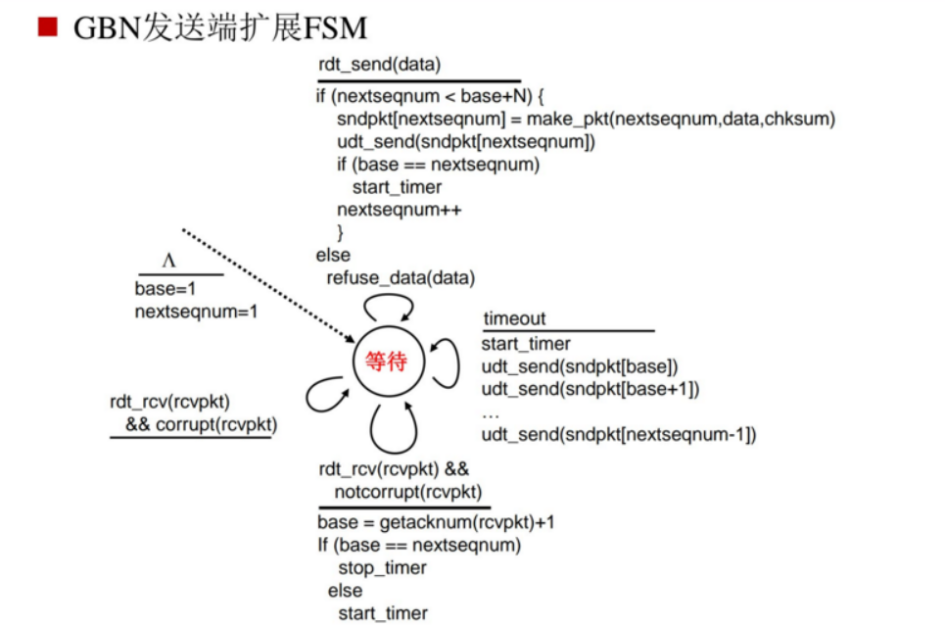 GBN发送端扩展FSM
rdt_send(data)
if (nextseqnum < base+N) {
sndpkt[nextseqnum] = make_pkt(nextseqnum,data,chksum)
udt_send(sndpkt[nextseqnum])
if (base == nextseqnum)
start_timer
nextseqnum++
}
else
refuse_data(data)
Λ
base=1
nextseqnum=1
等待
timeout
start_timer
udt_send(sndpkt[base])
udt_send(sndpkt[base+1])
…
udt_send(sndpkt[nextseqnum-1])
rdt_rcv(rcvpkt)
&& corrupt(rcvpkt)
rdt_rcv(rcvpkt) &&
notcorrupt(rcvpkt)
base = getacknum(rcvpkt)+1
If (base == nextseqnum)
stop_timer
else
start_timer